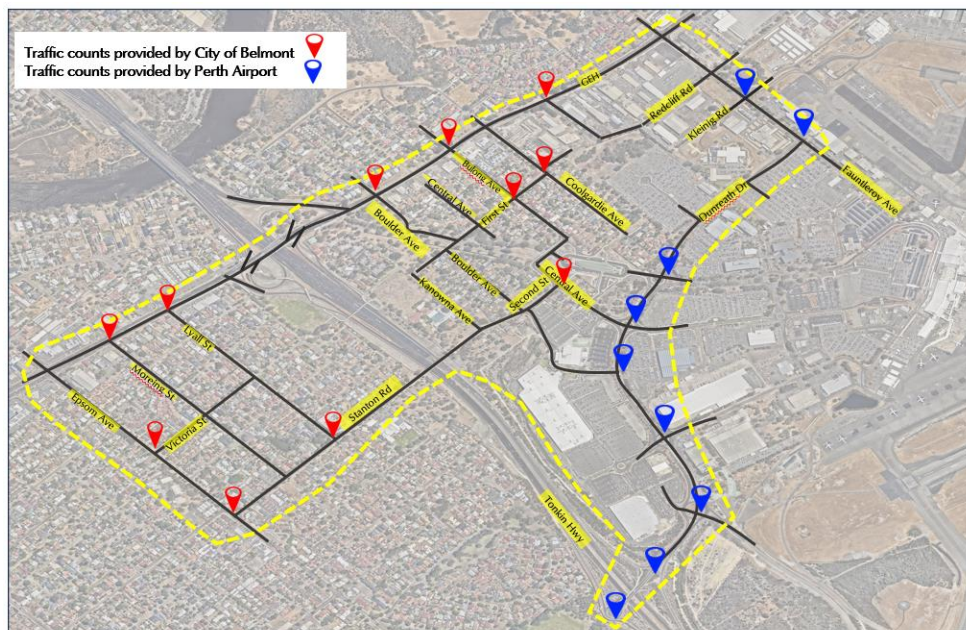 Traffic counts provided by City of Belmont
Traffic counts provided by Perth Airport
GEH
Redcliff Rd
Kleinig Rd
Fauntleroy Ave
Dunreath Dr
Bulong Ave
Coolgardie Ave
Central Ave
First St
Boulder Ave
Boulder Ave
Second St
Central Ave
Kanowna Ave
Lyall St
Moreing St
Stanton Rd
Epsom Ave
Victoria St
Tonkin Hwy